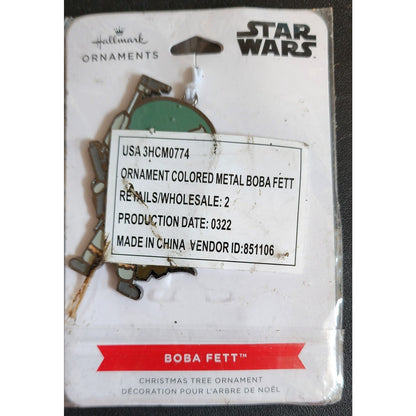 Hallmark
ORNAMENTS
STAR
WARS
USA 3HCM0774
ORNAMENT COLORED METAL BOBA FETT
RETAILS/WHOLESALE: 2
PRODUCTION DATE: 0322
MADE IN CHINA VENDOR ID:851106
BOBA FETT™
CHRISTMAS TREE ORNAMENT
DÉCORATION POUR L'ARBRE DE NOËL